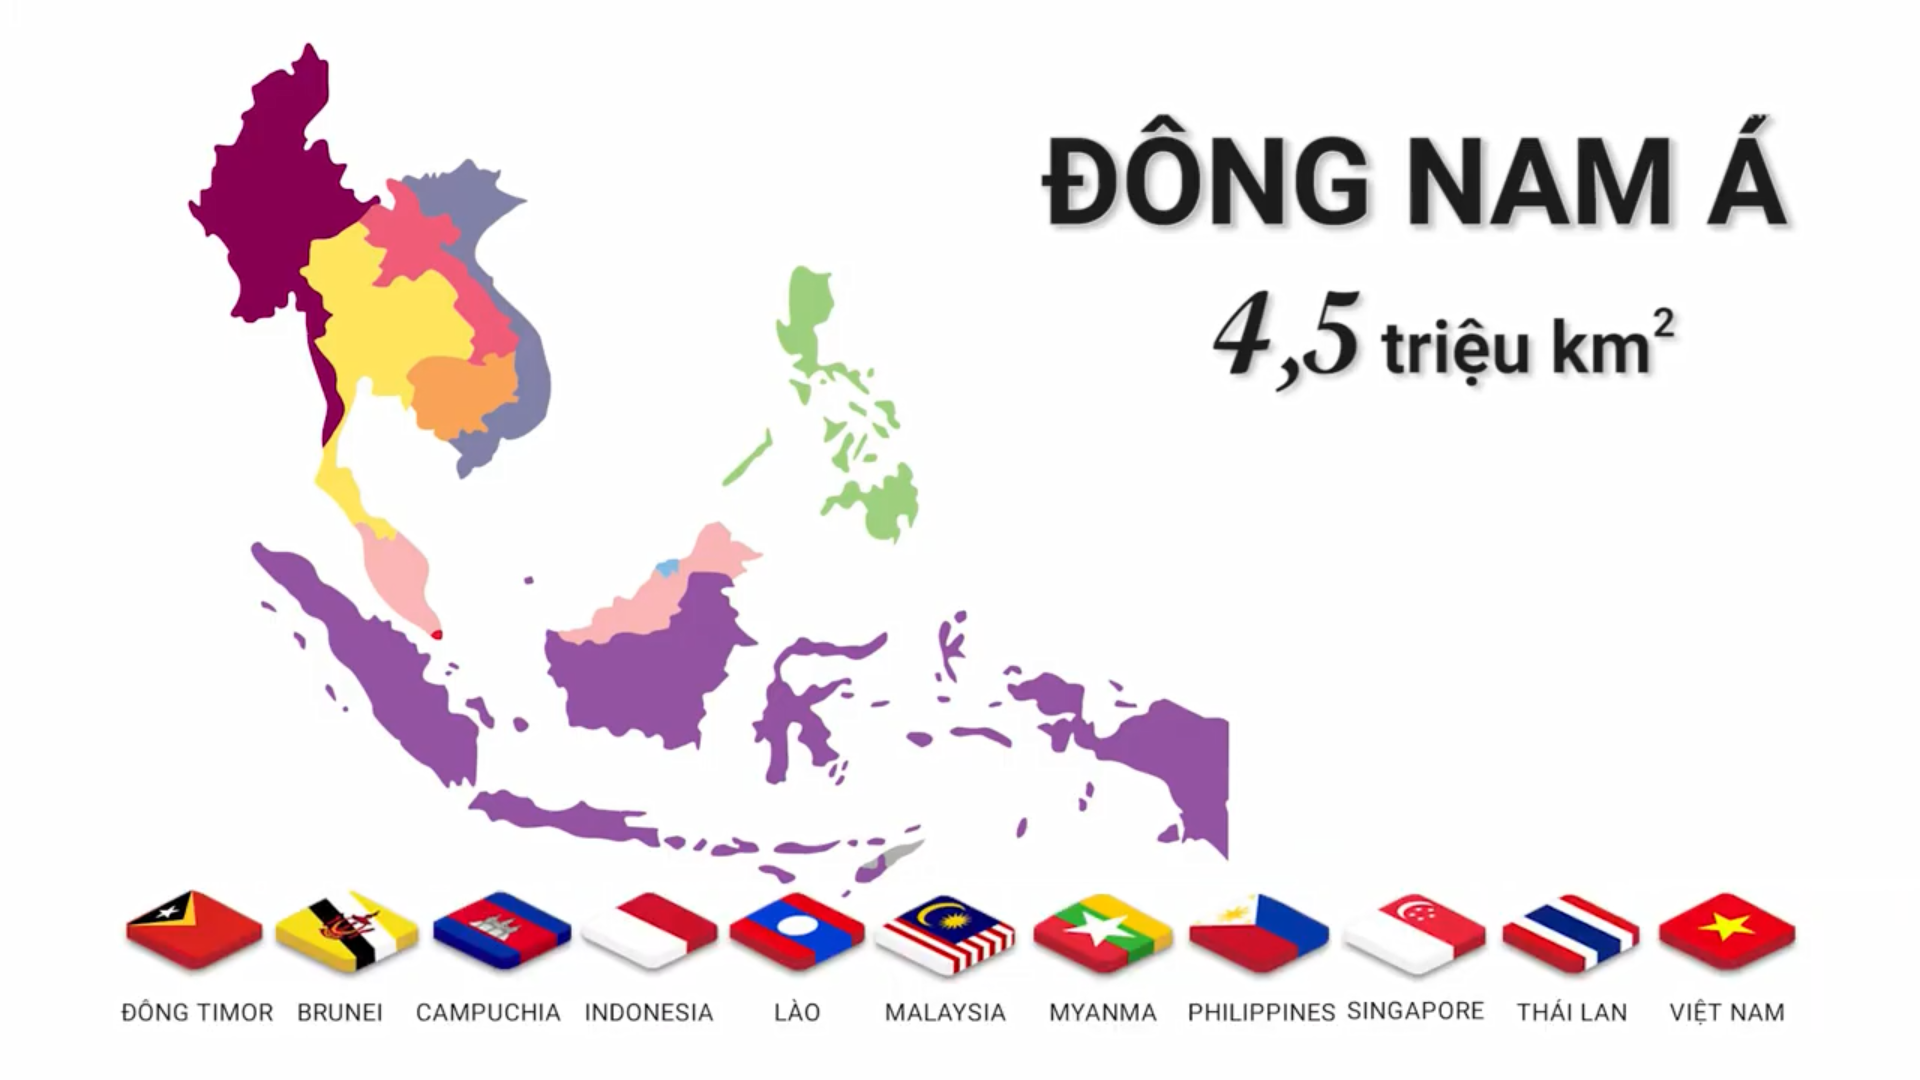 ĐÔNG NAM Á
4,5 triệu km²
ĐÔNG TIMOR BRUNEI CAMPUCHIA INDONESIA LÀO MALAYSIA MYANMA PHILIPPINES SINGAPORE THÁI LAN VIỆT NAM